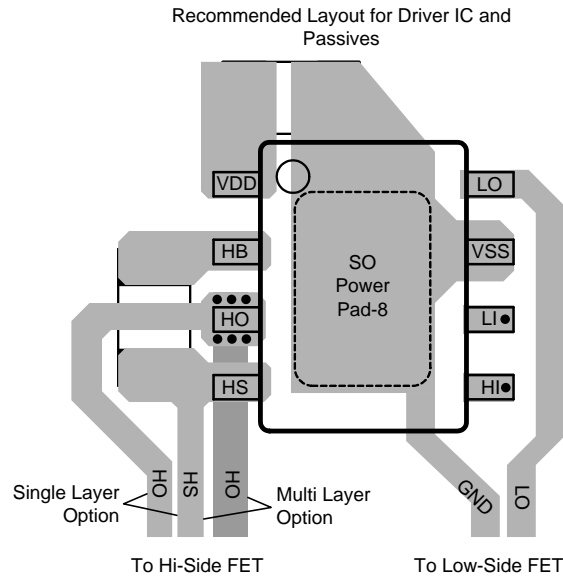 Recommended Layout for Driver IC and
Passives
VDD
LO
HB
VSS
SO
Power
Pad-8
HO
LI
HS
HI
HO
HS
HO
GND
LO
Single Layer
Option
Multi Layer
Option
To Hi-Side FET
To Low-Side FET